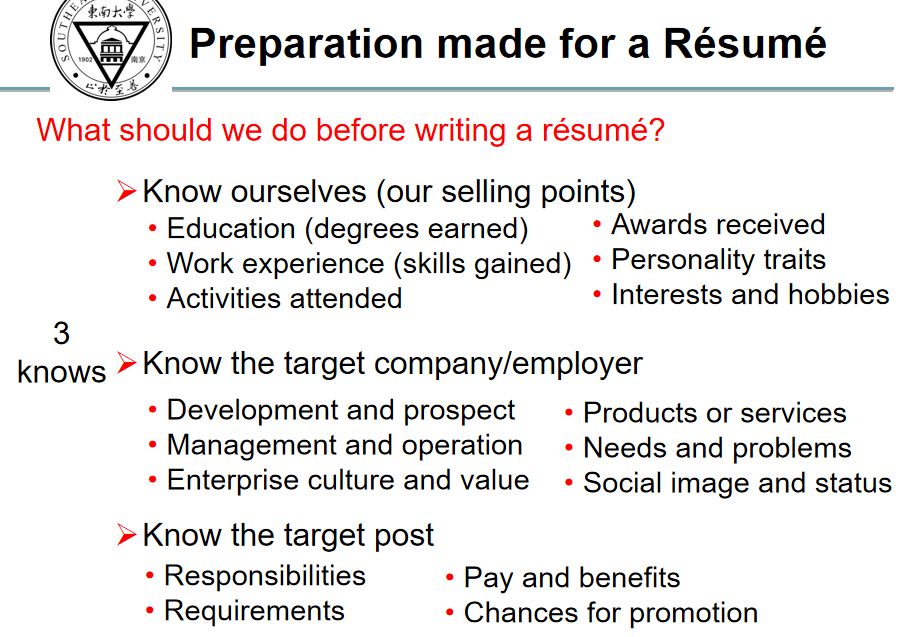 東南大學
SOUTHEA
VERSITY
1902
南京
Preparation made for a Résumé
What should we do before writing a résumé?
Know ourselves (our selling points)
• Education (degrees earned)
• Work experience (skills gained)
• Activities attended
• Awards received
• Personality traits
• Interests and hobbies
3
knows
Know the target company/employer
• Development and prospect
• Management and operation
• Enterprise culture and value
• Products or services
• Needs and problems
• Social image and status
Know the target post
• Responsibilities
• Requirements
• Pay and benefits
• Chances for promotion